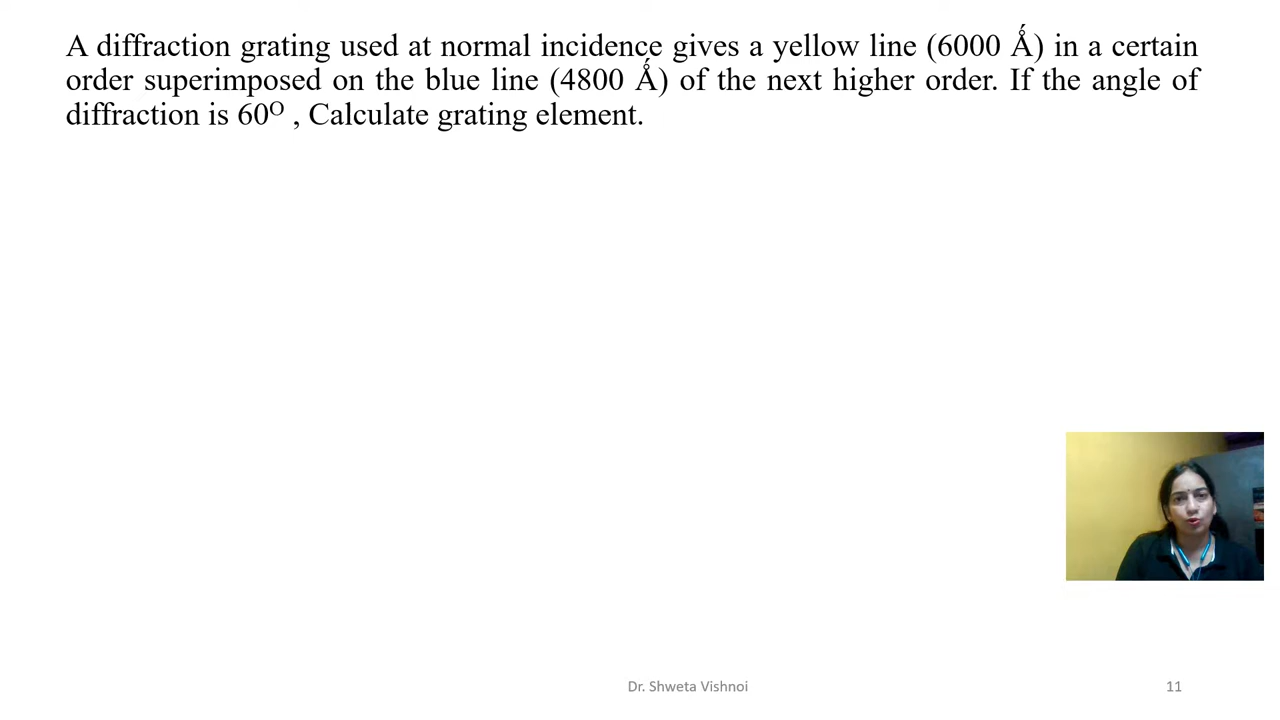 A diffraction grating used at normal incidence gives a yellow line (6000 Ǻ) in a certain
order superimposed on the blue line (4800 Ǻ) of the next higher order. If the angle of
diffraction is 60ᴼ , Calculate grating element.
Dr. Shweta Vishnoi
11